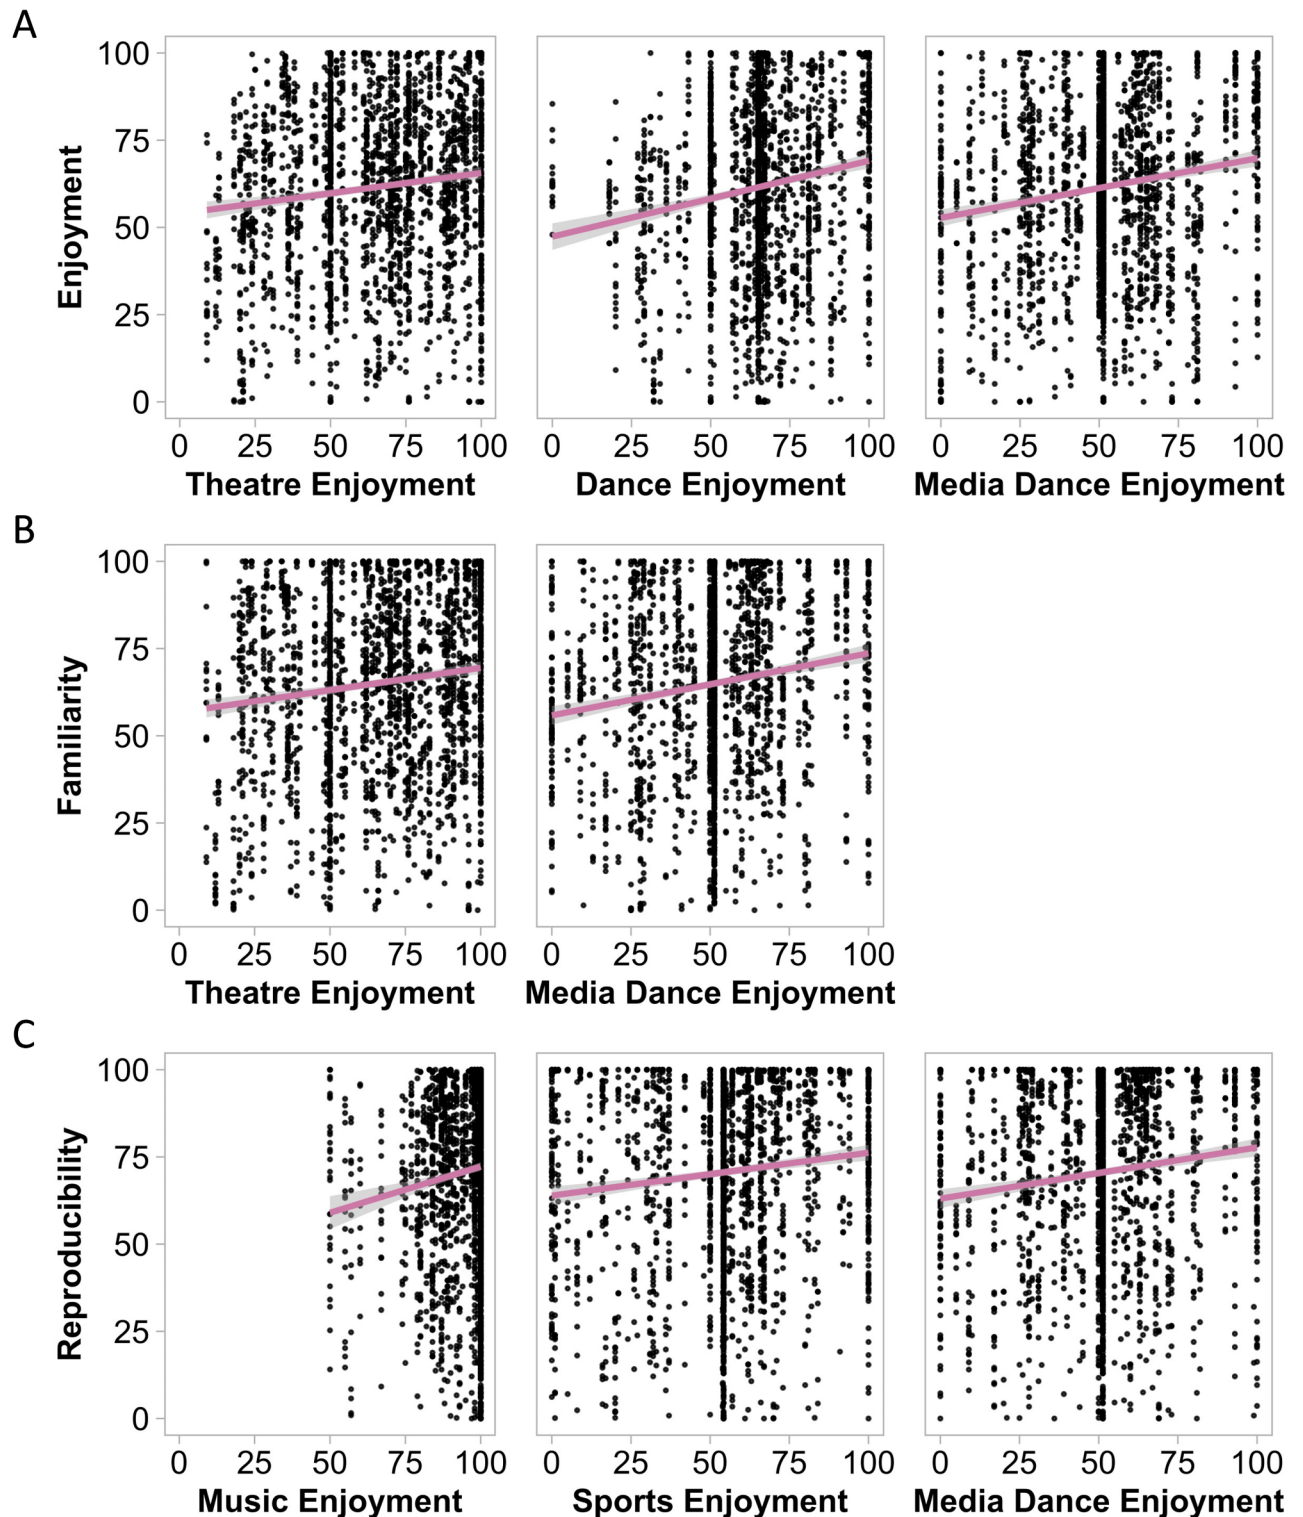 A
Enjoyment
100
75
50
25
0
0 25 50 75 100
Theatre Enjoyment
0 25 50 75 100
Dance Enjoyment
0 25 50 75 100
Media Dance Enjoyment
B
Familiarity
100
75
50
25
0
0 25 50 75 100
Theatre Enjoyment
0 25 50 75 100
Media Dance Enjoyment
C
Reproducibility
100
75
50
25
0
0 25 50 75 100
Music Enjoyment
0 25 50 75 100
Sports Enjoyment
0 25 50 75 100
Media Dance Enjoyment